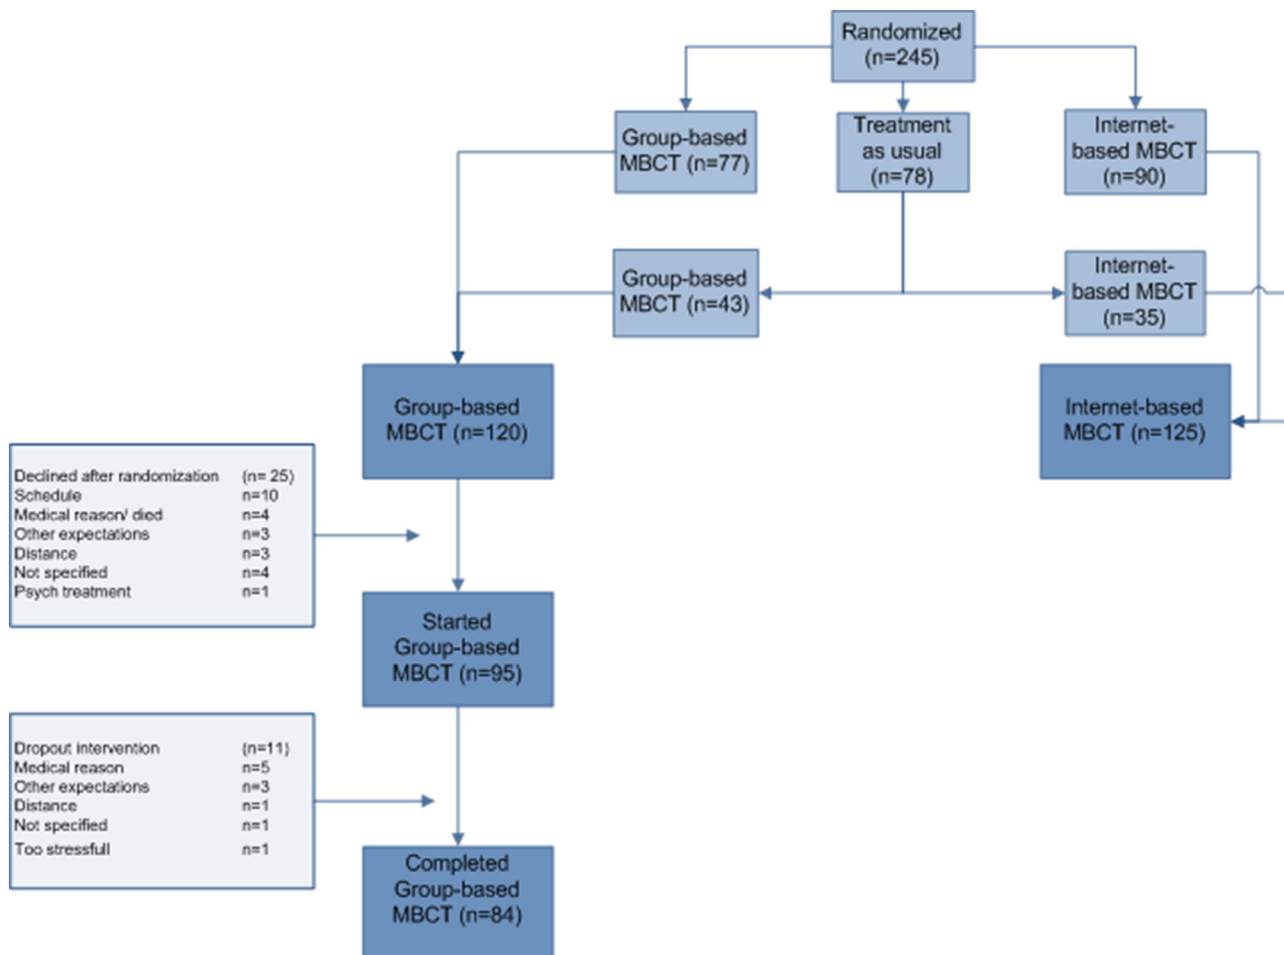 Randomized
(n=245)
Group-based
MBCT (n=77)
Treatment
as usual
(n=78)
Internet-
based MBCT
(n=90)
Group-based
MBCT (n=43)
Internet-
based MBCT
(n=35)
Group-based
MBCT (n=120)
Internet-based
MBCT (n=125)
Declined after randomization (n= 25)
Schedule n=10
Medical reason/ died n=4
Other expectations n=3
Distance n=3
Not specified n=4
Psych treatment n=1
Started
Group-based
MBCT (n=95)
Dropout intervention (n=11)
Medical reason n=5
Other expectations n=3
Distance n=1
Not specified n=1
Too stressfull n=1
Completed
Group-based
MBCT (n=84)